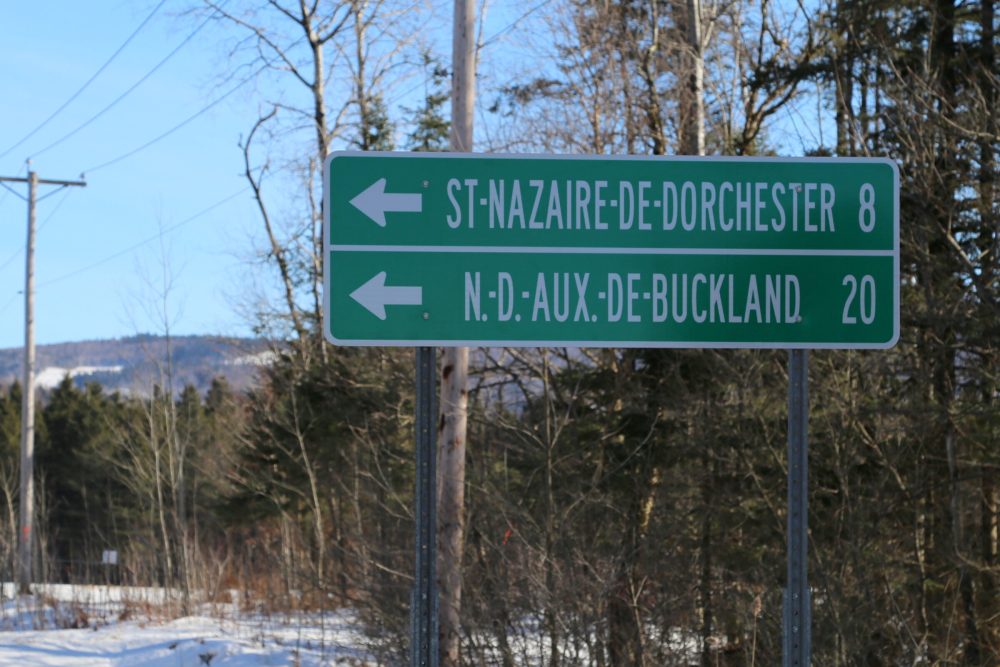 ST-NAZAIRE-DE-DORCHESTER 8
N.-D.-AUX.-DE-BUCKLAND 20